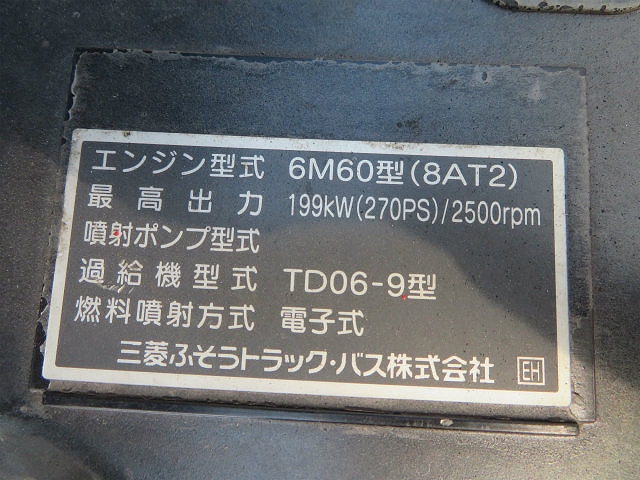 エンジン型式 6M60型(8AT2)
最高出力 199kW(270PS)/2500rpm
噴射ポンプ型式
過給機型式 TD06-9型
燃料噴射方式 電子式
三菱ふそうトラック・バス株式会社 EH